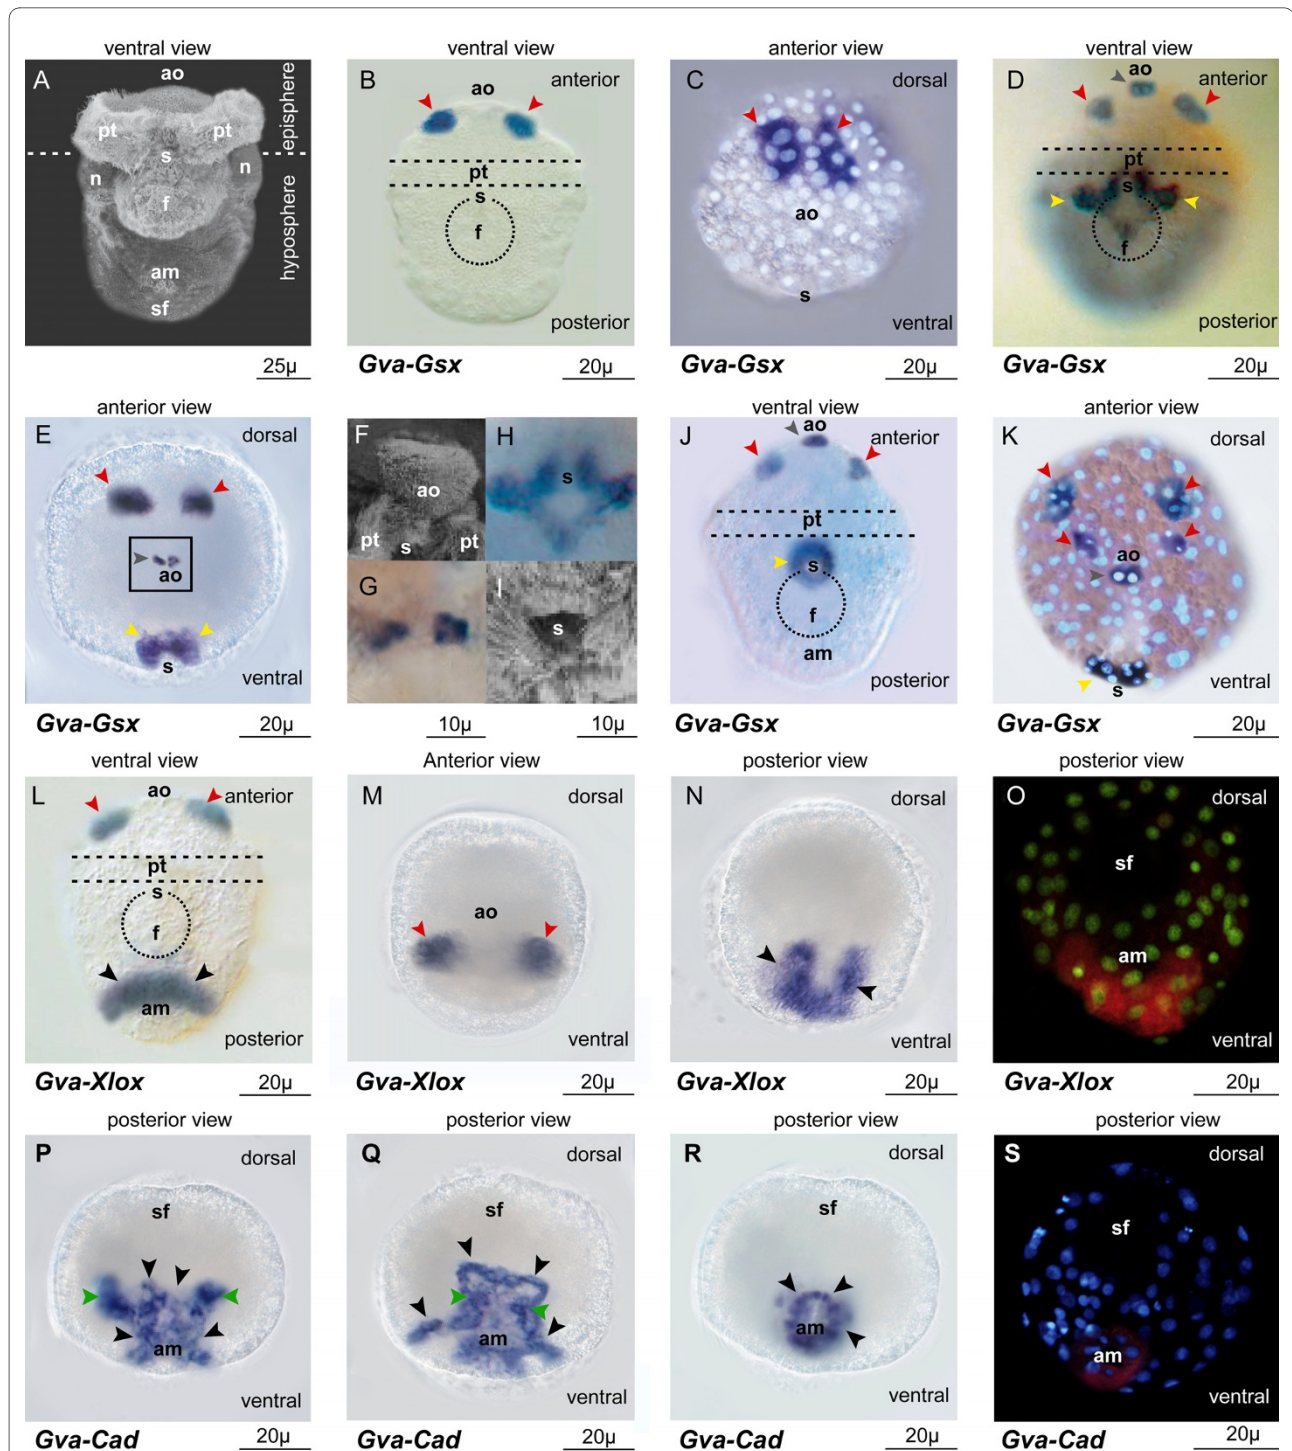 ventral view
A
ao
pt pt
s
n n
f
am
sf
episphere
hyposphere
25µ
ventral view
B
ao
anterior
pt
s
f
posterior
Gva-Gsx
20µ
anterior view
C
dorsal
ao
s
ventral
Gva-Gsx
20µ
ventral view
D
ao
anterior
pt
s
f
posterior
Gva-Gsx
20µ
anterior view
E
dorsal
ao
s
ventral
Gva-Gsx
20µ
F
ao
pt s pt
H
s
G
I
s
10µ
10µ
ventral view
J
ao
anterior
pt
s
f
am
posterior
Gva-Gsx
20µ
anterior view
K
dorsal
ao
s
ventral
Gva-Gsx
20µ
ventral view
L
ao
anterior
pt
s
f
am
posterior
Gva-Xlox
20µ
Anterior view
M
dorsal
ao
ventral
Gva-Xlox
20µ
posterior view
N
dorsal
ventral
Gva-Xlox
20µ
posterior view
O
dorsal
sf
am
ventral
Gva-Xlox
20µ
posterior view
P
dorsal
sf
am
ventral
Gva-Cad
20µ
posterior view
Q
dorsal
sf
am
ventral
Gva-Cad
20µ
posterior view
R
dorsal
sf
am
ventral
Gva-Cad
20µ
posterior view
S
dorsal
sf
am
ventral
Gva-Cad
20µ